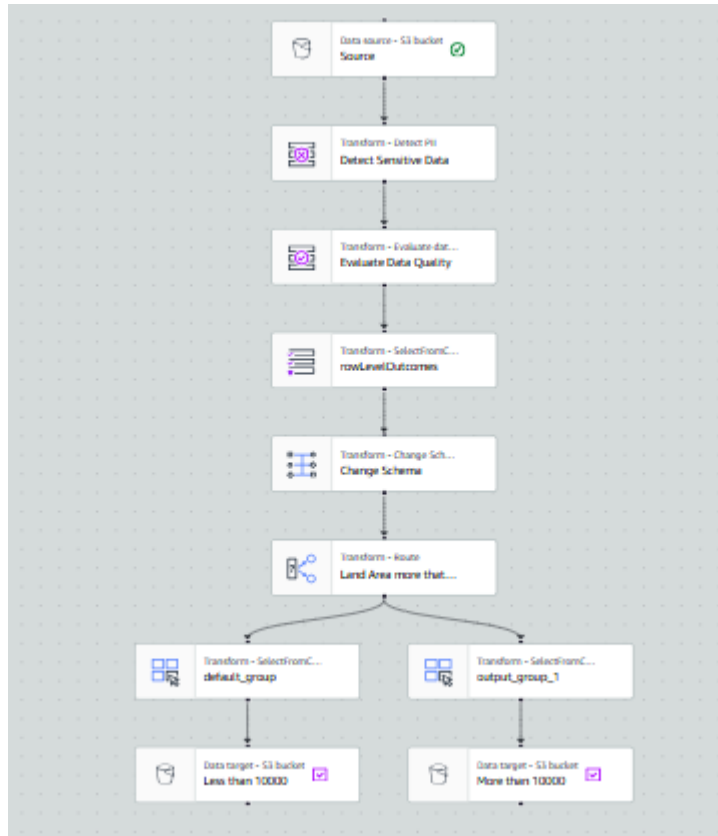 Data source - S3 bucket
Source
Transform - Detect PII
Detect Sensitive Data
Transform - Evaluate dat...
Evaluate Data Quality
Transform - SelectFromC...
rowLevelOutcomes
Transform - Change Sch...
Change Schema
Transform - Route
Land Area more that....
Transform - SelectFromC...
default_group
Transform - SelectFromC...
output_group_1
Data target - S3 bucket
Less than 10000
Data target - S3 bucket
More than 10000